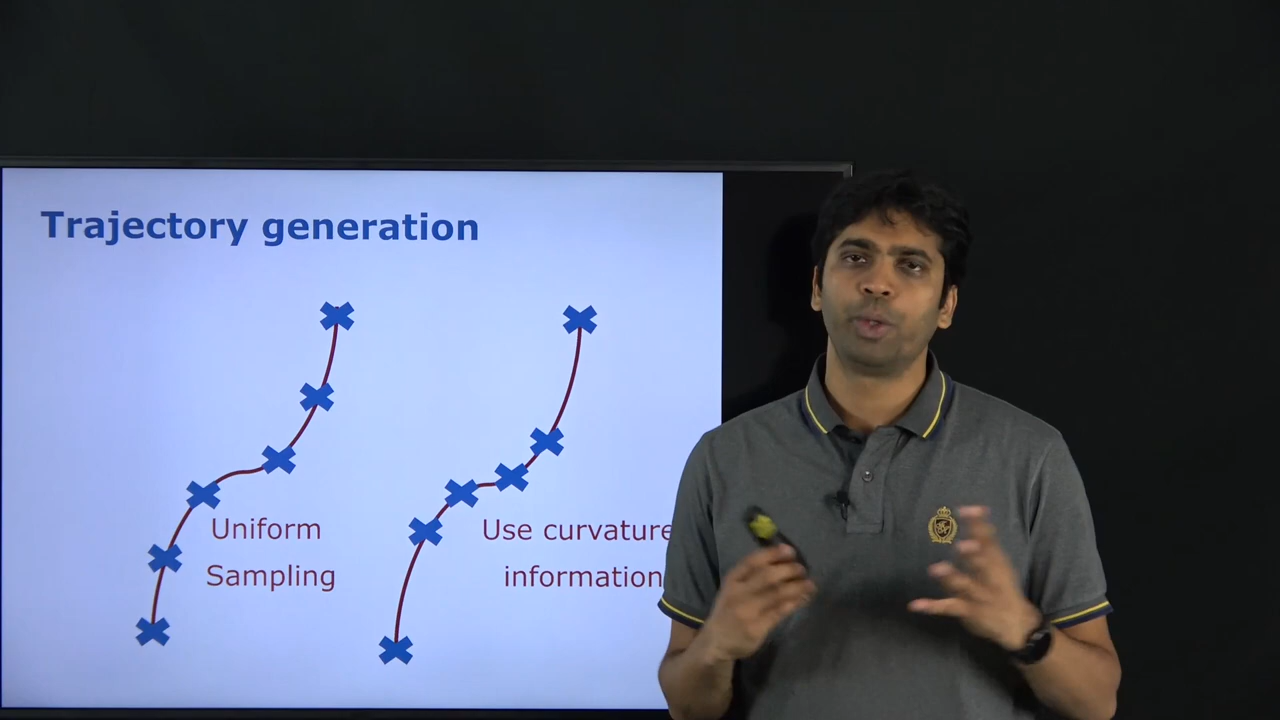 Trajectory generation
Uniform
Sampling
Use curvature
information